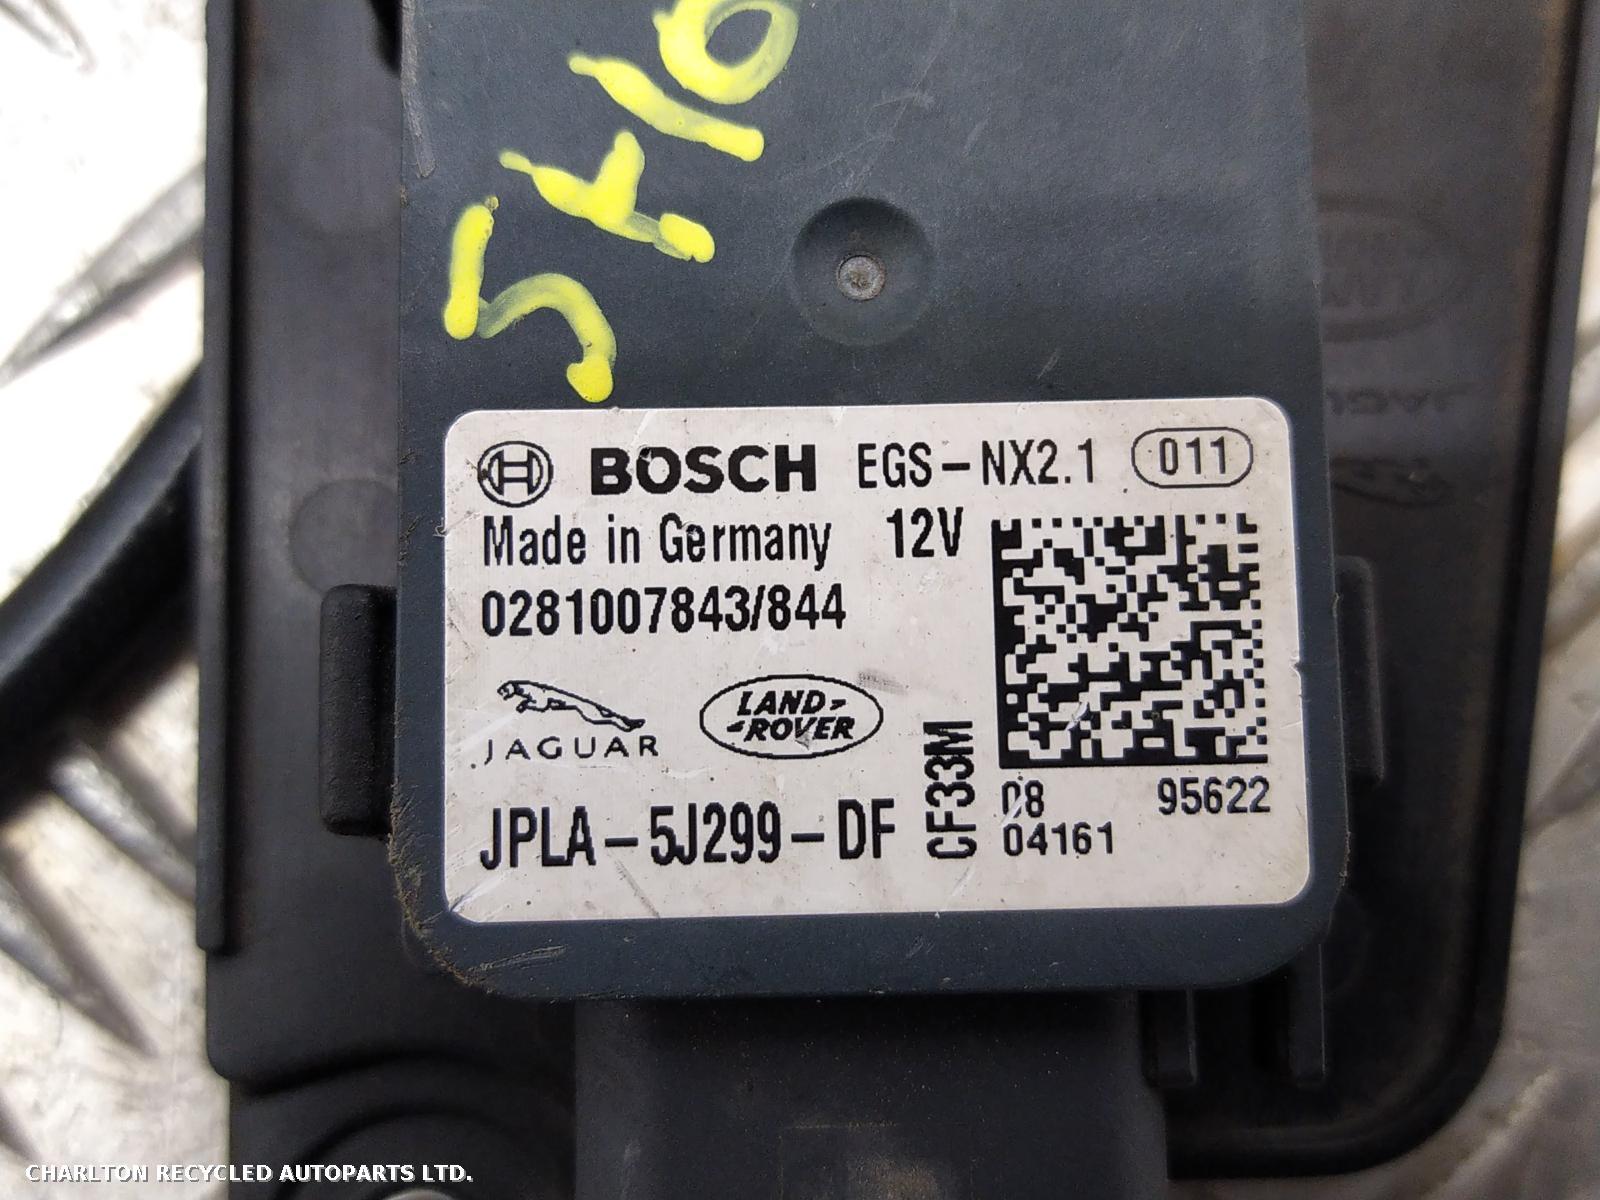 BOSCH EGS-NX2.1 011
Made in Germany 12V
0281007843/844
JAGUAR LAND-ROVER
JPLA-5J299-DF
CF33M
08 95622
04161
CHARLTON RECYCLED AUTOPARTS LTD.